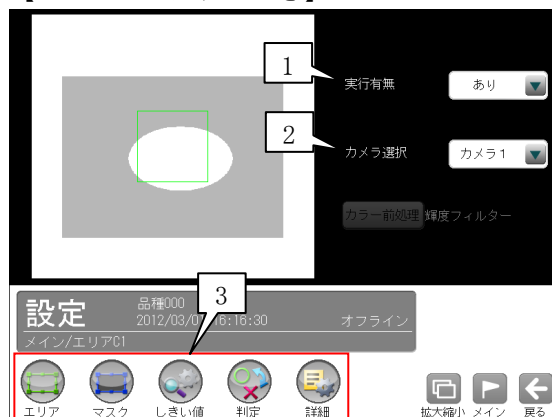 1
実行有無
あり
2
カメラ選択
カメラ1
カラー前処理 輝度フィルター
設定
品種000
3
2012/03/0 16:16:30
オフライン
メイン/エリアC1
エリア
マスク
しきい値
判定
詳細
拡大縮小
メイン
戻る